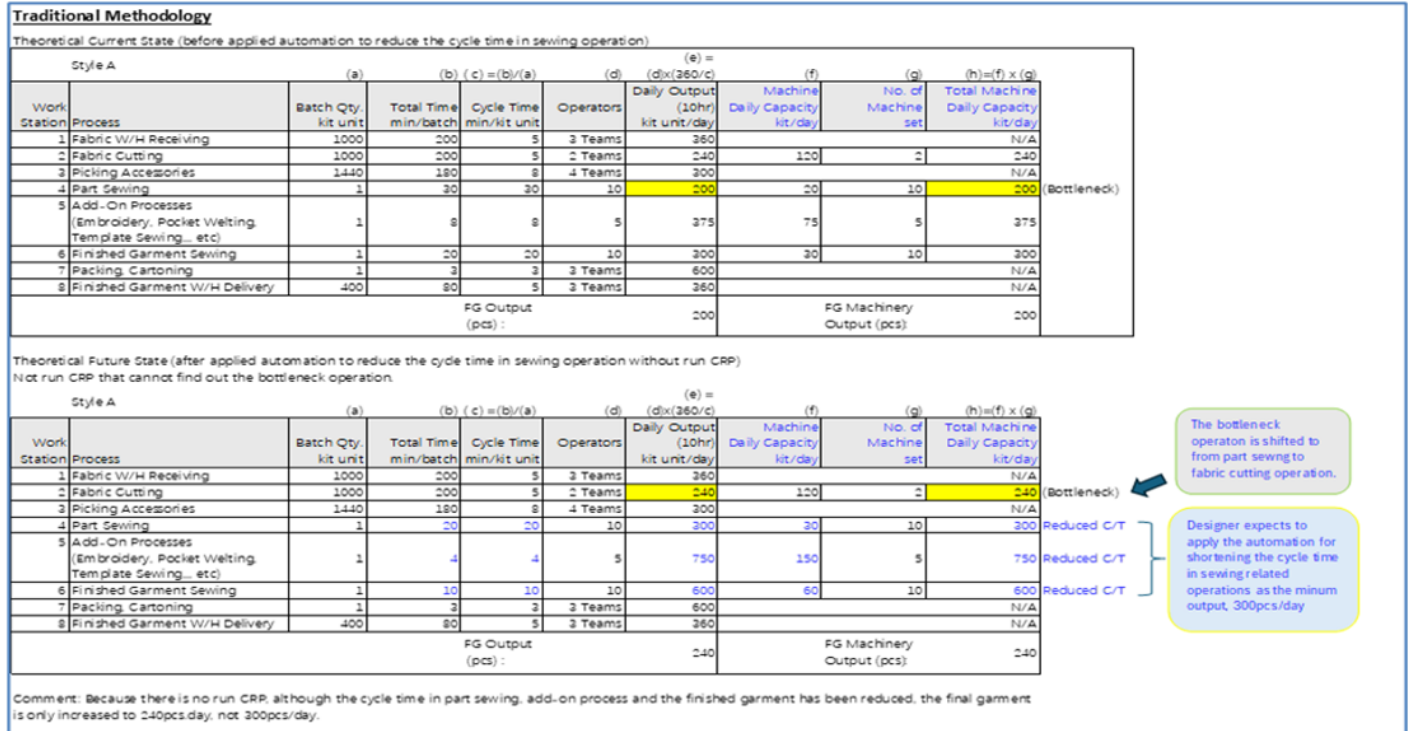 Traditional Methodology
Theoretical Current State (before applied automation to reduce the cycle time in sewing operation)
Style A (a) (b) ( c ) =(b)/(a) (d) (e) = (d)x(360/c) (f) (g) (h)=(f) x (g)
Work Station Process Batch Qty. kit unit Total Time min/batch Cycle Time min/kit unit Operators Daily Output (10hr) kit unit/day Machine Daily Capacity kit/day No. of Machine set Total Machine Daily Capacity kit/day
1 Fabric W/H Receiving 1000 200 5 3 Teams 360 N/A
2 Fabric Cutting 1000 200 5 2 Teams 240 120 2 240
3 Picking Accessories 1440 180 8 4 Teams 300 N/A
4 Part Sewing 1 30 30 10 200 20 10 200 (Bottleneck)
5 Add-On Processes
(Embroidery, Pocket Welting, 1 8 8 5 375 75 5 375
Template Sewing... etc)
6 Finished Garment Sewing 1 20 20 10 300 30 10 300
7 Packing, Cartoning 1 3 3 3 Teams 600 N/A
8 Finished Garment W/H Delivery 400 80 5 3 Teams 360 N/A
FG Output (pcs) : 200 FG Machinery Output (pcs): 200
Theoretical Future State (after applied automation to reduce the cycle time in sewing operation without run CRP)
Not run CRP that cannot find out the bottleneck operation.
Style A (a) (b) ( c ) =(b)/(a) (d) (e) = (d)x(360/c) (f) (g) (h)=(f) x (g)
Work Station Process Batch Qty. kit unit Total Time min/batch Cycle Time min/kit unit Operators Daily Output (10hr) kit unit/day Machine Daily Capacity kit/day No. of Machine set Total Machine Daily Capacity kit/day
1 Fabric W/H Receiving 1000 200 5 3 Teams 360 N/A
2 Fabric Cutting 1000 200 5 2 Teams 240 120 2 240 (Bottleneck)
3 Picking Accessories 1440 180 8 4 Teams 300 N/A
4 Part Sewing 1 20 20 10 300 30 10 300 Reduced C/T
5 Add-On Processes
(Embroidery, Pocket Welting, 1 4 4 5 750 150 5 750 Reduced C/T
Template Sewing... etc)
6 Finished Garment Sewing 1 10 10 10 600 60 10 600 Reduced C/T
7 Packing, Cartoning 1 3 3 3 Teams 600 N/A
8 Finished Garment W/H Delivery 400 80 5 3 Teams 360 N/A
FG Output (pcs) : 240 FG Machinery Output (pcs): 240
The bottleneck
operaton is shifted to
from part sewng to
fabric cutting operation.
Designer expects to
apply the automation for
shortening the cycle time
in sewing related
operations as the minum
output, 300pcs/day
Comment: Because there is no run CRP, although the cycle time in part sewing, add-on process and the finished garment has been reduced, the final garment
is only increased to 240pcs.day, not 300pcs/day.